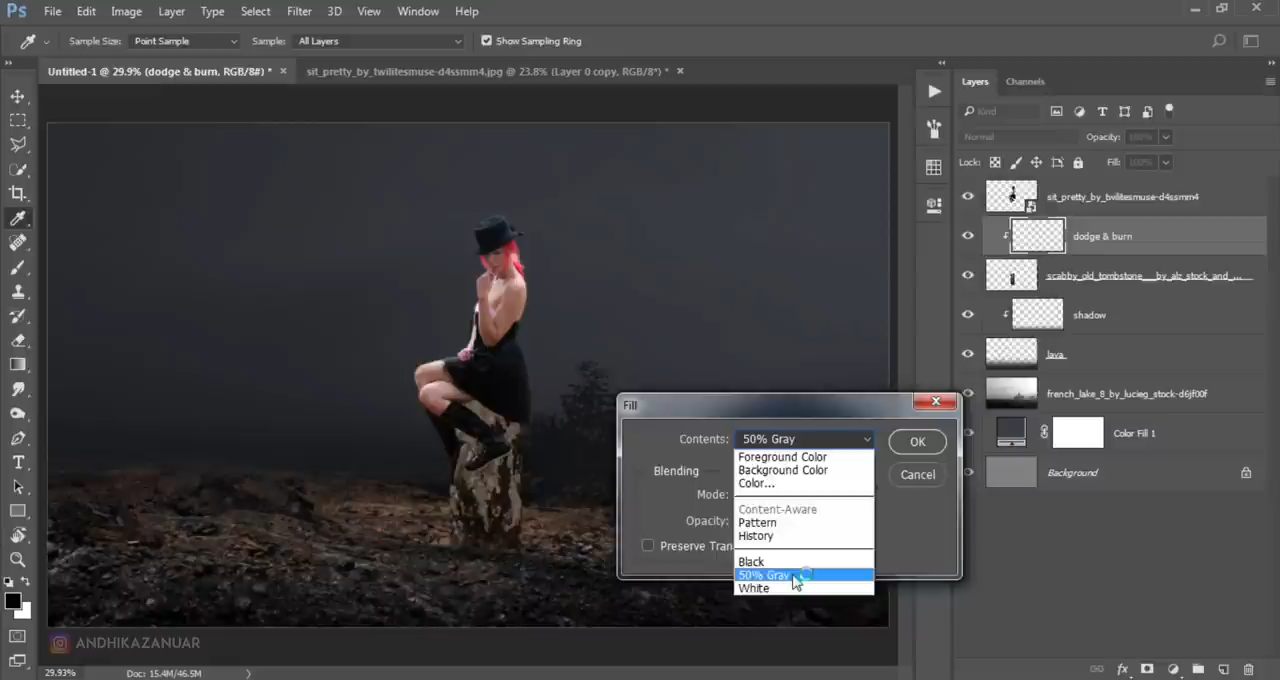 Ps File Edit Image Layer Type Select Filter 3D View Window Help
Sample Size: Point Sample Sample: All Layers Show Sampling Ring
Untitled-1 @ 29.9% (dodge & burn, RGB/8#) * × sit_pretty_by_twilitesmuse-d4ssmm4.jpg @ 23.8% (Layer 0 copy, RGB/8*) * ×
Layers Channels
Kind
Normal Opacity: 100%
Lock: Fill: 100%
sit_pretty_by_twilitesmuse-d4ssmm4
dodge & burn
scabby_old_tombstone___by_alz_stock_and_...
shadow
lava
french_lake_8_by_lucieg_stock-d6jf00f
Color Fill 1
Background
Fill
Contents: 50% Gray OK
Foreground Color
Background Color
Color...
Blending
Cancel
Mode:
Content-Aware
Pattern
History
Opacity:
Preserve Tran
Black
50% Gray
White
ANDHIKAZANUAR
29.93% Doc: 15.4M/46.5M